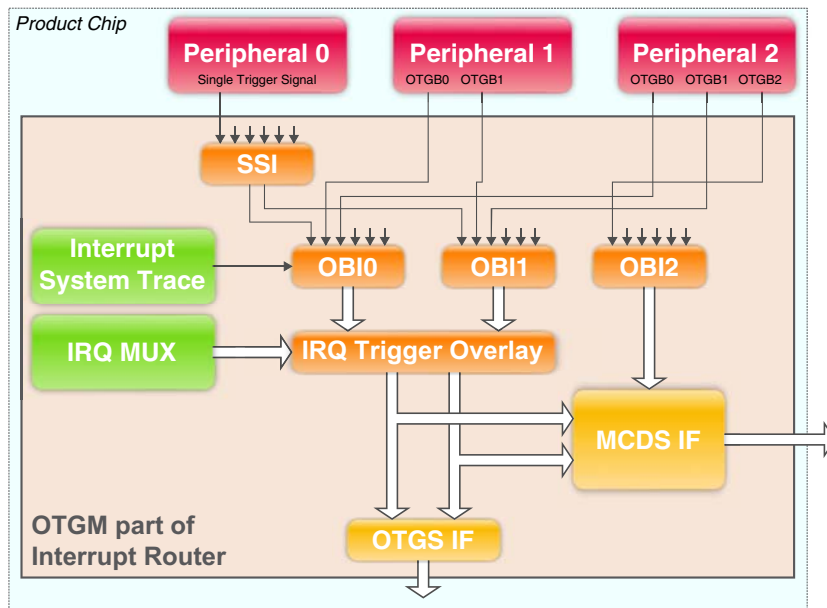 Product Chip
Peripheral 0
Single Trigger Signal
Peripheral 1
OTGB0 OTGB1
Peripheral 2
OTGB0 OTGB1 OTGB2
SSI
Interrupt
System Trace
OBI0
OBI1
OBI2
IRQ MUX
IRQ Trigger Overlay
MCDS IF
OTGM part of
Interrupt Router
OTGS IF